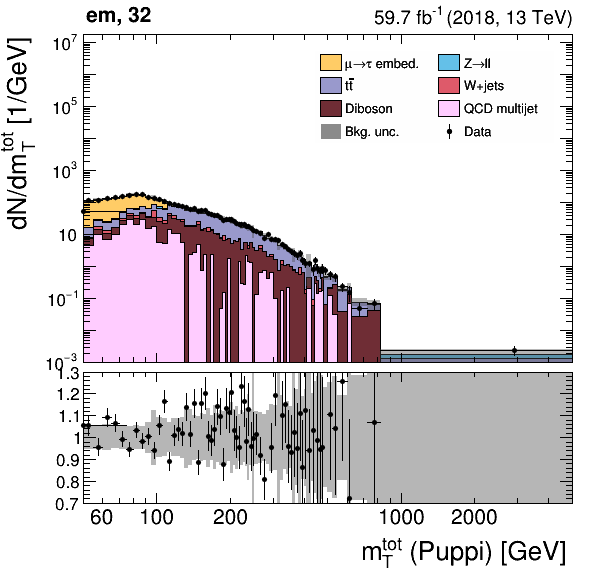 em, 32
59.7 fb⁻¹ (2018, 13 TeV)
dN/dm_T^tot [1/GeV]
10⁷
10⁵
10³
10
10⁻¹
10⁻³
μ→τ embed.
Z→ll
tt̄
W+jets
Diboson
QCD multijet
Bkg. unc.
Data
1.3
1.2
1.1
1
0.9
0.8
0.7
60
100
200
1000
2000
m_T^tot (Puppi) [GeV]